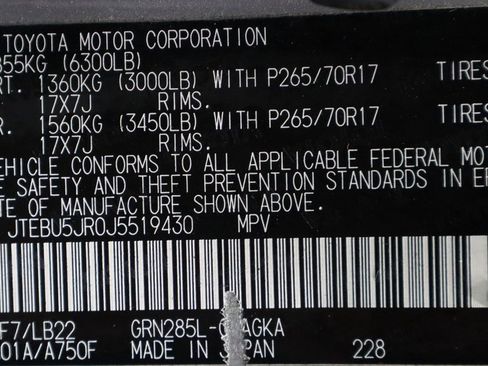 TOYOTA MOTOR CORPORATION
855KG (6300LB)
RT. 1360KG (3000LB) WITH P265/70R17 TIRES
17X7J RIMS.
R. 1560KG (3450LB) WITH P265/70R17 TIRES
17X7J RIMS.
EHICLE CONFORMS TO ALL APPLICABLE FEDERAL MOT
SAFETY AND THEFT PREVENTION STANDARDS IN EF
TE OF MANUFACTURE SHOWN ABOVE.
JTEBU5JR0J5519430 MPV
F7/LB22 GRN285L- AGKA
01A/A750F MADE IN PAN 228